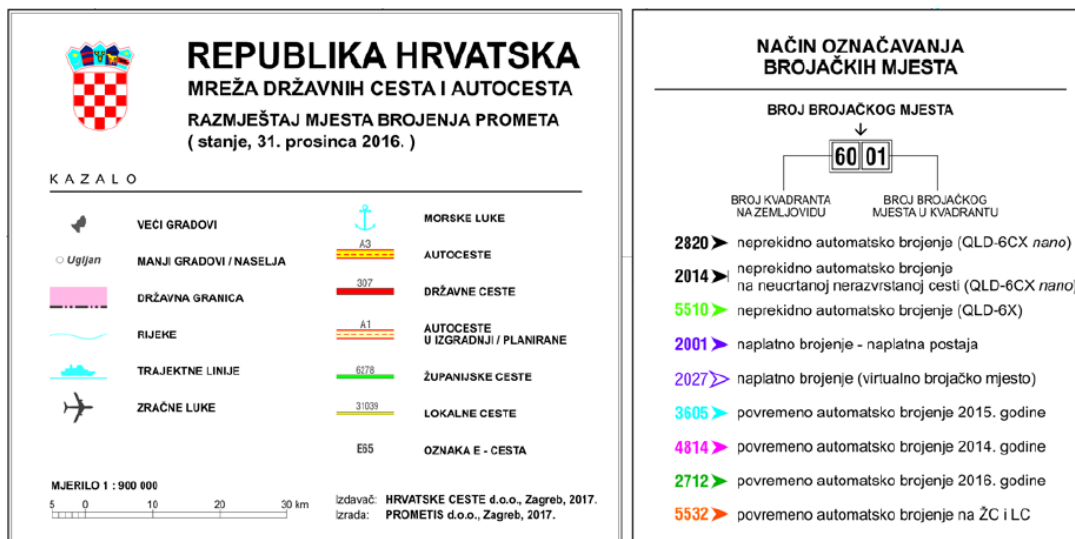 REPUBLIKA HRVATSKA
MREŽA DRŽAVNIH CESTA I AUTOCESTA
RAZMJEŠTAJ MJESTA BROJENJA PROMETA
( stanje, 31. prosinca 2016. )
KAZALO
VEĆI GRADOVI
Ugljan
MANJI GRADOVI / NASELJA
DRŽAVNA GRANICA
RIJEKE
TRAJEKTNE LINIJE
ZRAČNE LUKE
MORSKE LUKE
A3
AUTOCESTE
307
DRŽAVNE CESTE
A1
AUTOCESTE
U IZGRADNJI / PLANIRANE
6278
ŽUPANIJSKE CESTE
31039
LOKALNE CESTE
E65
OZNAKA E - CESTA
MJERILO 1 : 900 000
5 0 10 20 30 km
Izdavač: HRVATSKE CESTE d.o.o., Zagreb, 2017.
Izrada: PROMETIS d.o.o., Zagreb, 2017.
NAČIN OZNAČAVANJA
BROJAČKIH MJESTA
BROJ BROJAČKOG MJESTA
60 01
BROJ KVADRANTA
NA ZEMLJOVIDU
BROJ BROJAČKOG
MJESTA U KVADRANTU
2820 neprekidno automatsko brojenje (QLD-6CX nano)
2014 neprekidno automatsko brojenje
na neucrtanoj nerazvrstanoj cesti (QLD-6CX nano)
5510 neprekidno automatsko brojenje (QLD-6X)
2001 naplatno brojenje - naplatna postaja
2027 naplatno brojenje (virtualno brojačko mjesto)
3605 povremeno automatsko brojenje 2015. godine
4814 povremeno automatsko brojenje 2014. godine
2712 povremeno automatsko brojenje 2016. godine
5532 povremeno automatsko brojenje na ŽC i LC